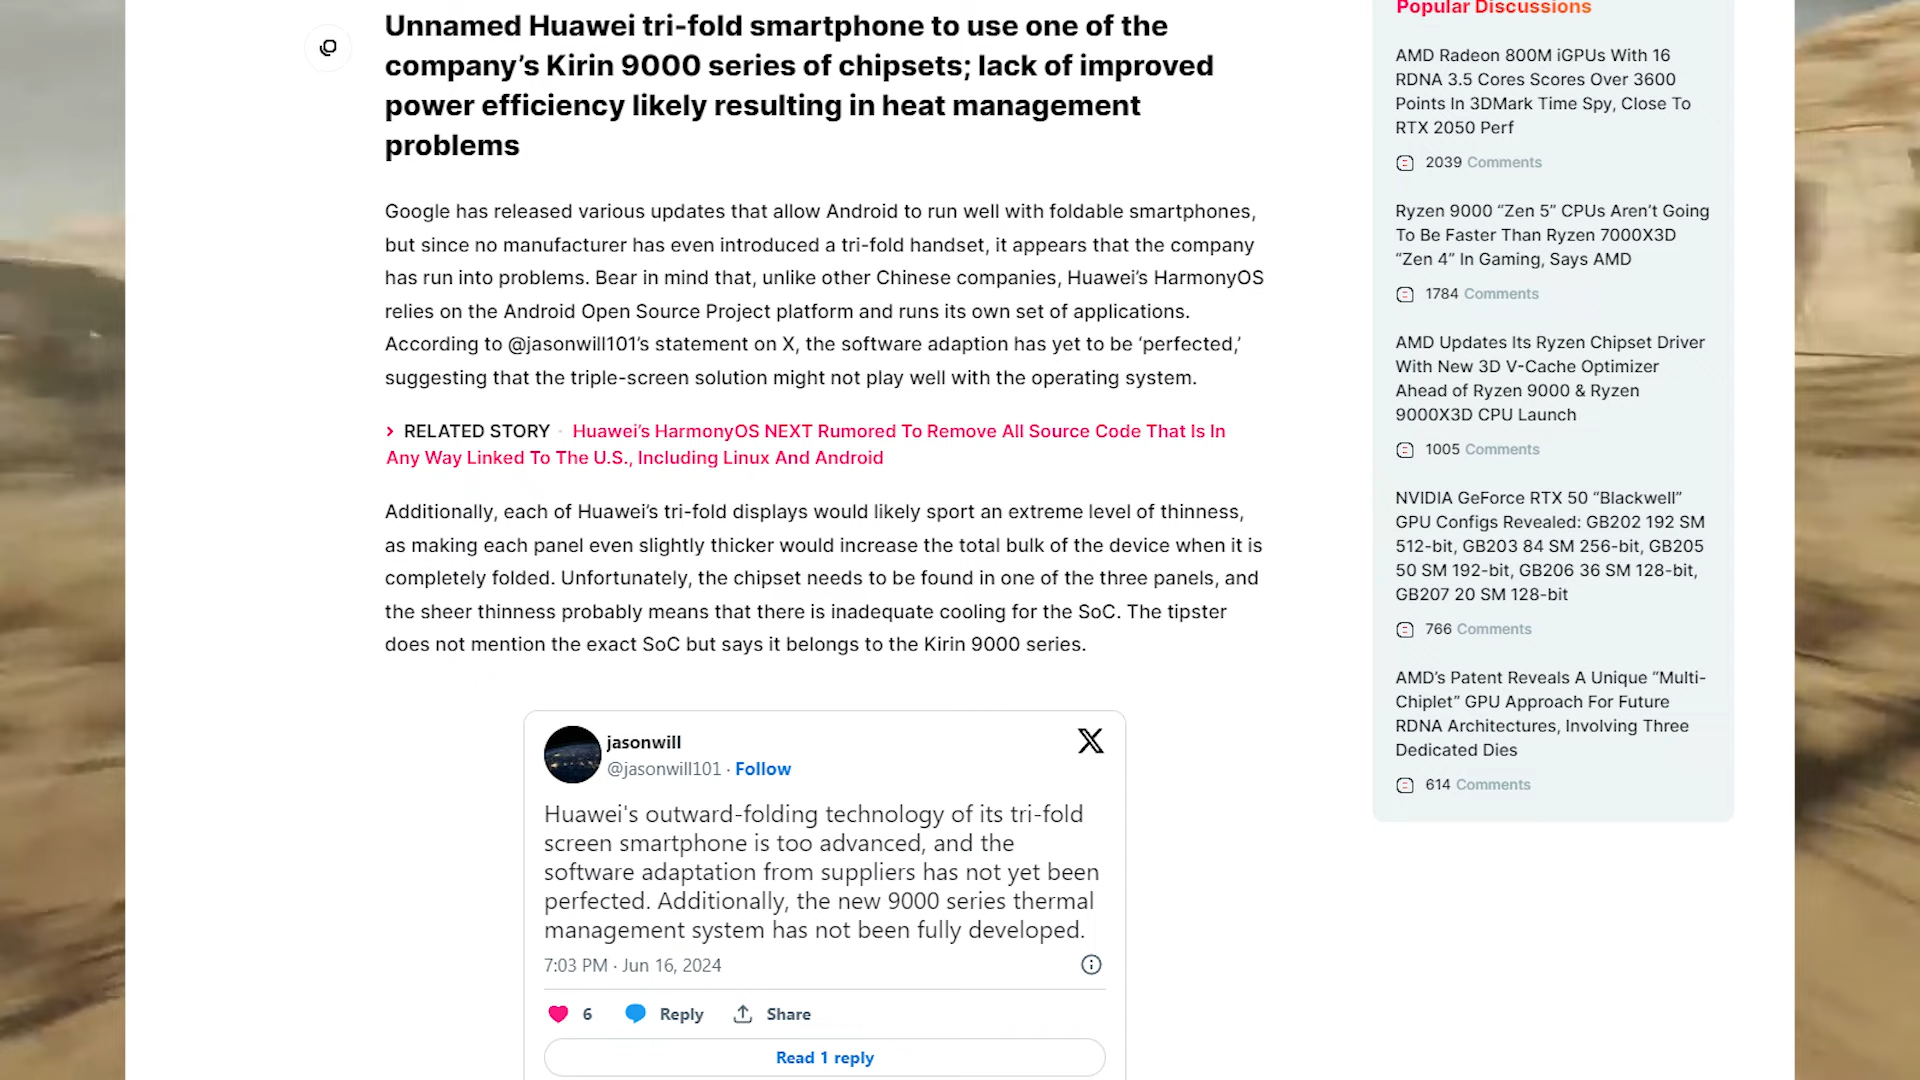 Unnamed Huawei tri-fold smartphone to use one of the
company’s Kirin 9000 series of chipsets; lack of improved
power efficiency likely resulting in heat management
problems
Google has released various updates that allow Android to run well with foldable smartphones,
but since no manufacturer has even introduced a tri-fold handset, it appears that the company
has run into problems. Bear in mind that, unlike other Chinese companies, Huawei’s HarmonyOS
relies on the Android Open Source Project platform and runs its own set of applications.
According to @jasonwill101’s statement on X, the software adaption has yet to be ‘perfected,’
suggesting that the triple-screen solution might not play well with the operating system.
RELATED STORY · Huawei’s HarmonyOS NEXT Rumored To Remove All Source Code That Is In
Any Way Linked To The U.S., Including Linux And Android
Additionally, each of Huawei’s tri-fold displays would likely sport an extreme level of thinness,
as making each panel even slightly thicker would increase the total bulk of the device when it is
completely folded. Unfortunately, the chipset needs to be found in one of the three panels, and
the sheer thinness probably means that there is inadequate cooling for the SoC. The tipster
does not mention the exact SoC but says it belongs to the Kirin 9000 series.
jasonwill
@jasonwill101 · Follow
Huawei's outward-folding technology of its tri-fold
screen smartphone is too advanced, and the
software adaptation from suppliers has not yet been
perfected. Additionally, the new 9000 series thermal
management system has not been fully developed.
7:03 PM · Jun 16, 2024
6 Reply Share
Read 1 reply
Popular Discussions
AMD Radeon 800M iGPUs With 16
RDNA 3.5 Cores Scores Over 3600
Points In 3DMark Time Spy, Close To
RTX 2050 Perf
2039 Comments
Ryzen 9000 “Zen 5” CPUs Aren’t Going
To Be Faster Than Ryzen 7000X3D
“Zen 4” In Gaming, Says AMD
1784 Comments
AMD Updates Its Ryzen Chipset Driver
With New 3D V-Cache Optimizer
Ahead of Ryzen 9000 & Ryzen
9000X3D CPU Launch
1005 Comments
NVIDIA GeForce RTX 50 “Blackwell”
GPU Configs Revealed: GB202 192 SM
512-bit, GB203 84 SM 256-bit, GB205
50 SM 192-bit, GB206 36 SM 128-bit,
GB207 20 SM 128-bit
766 Comments
AMD’s Patent Reveals A Unique “Multi-
Chiplet” GPU Approach For Future
RDNA Architectures, Involving Three
Dedicated Dies
614 Comments